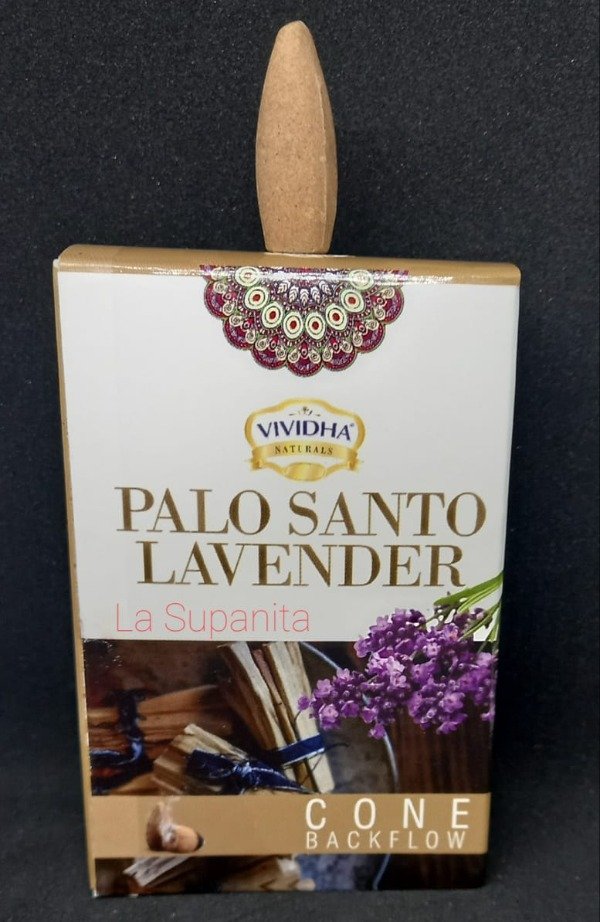 VIVIDHA®
NATURALS
PALO SANTO
LAVENDER
La Supanita
CONE
BACKFLOW